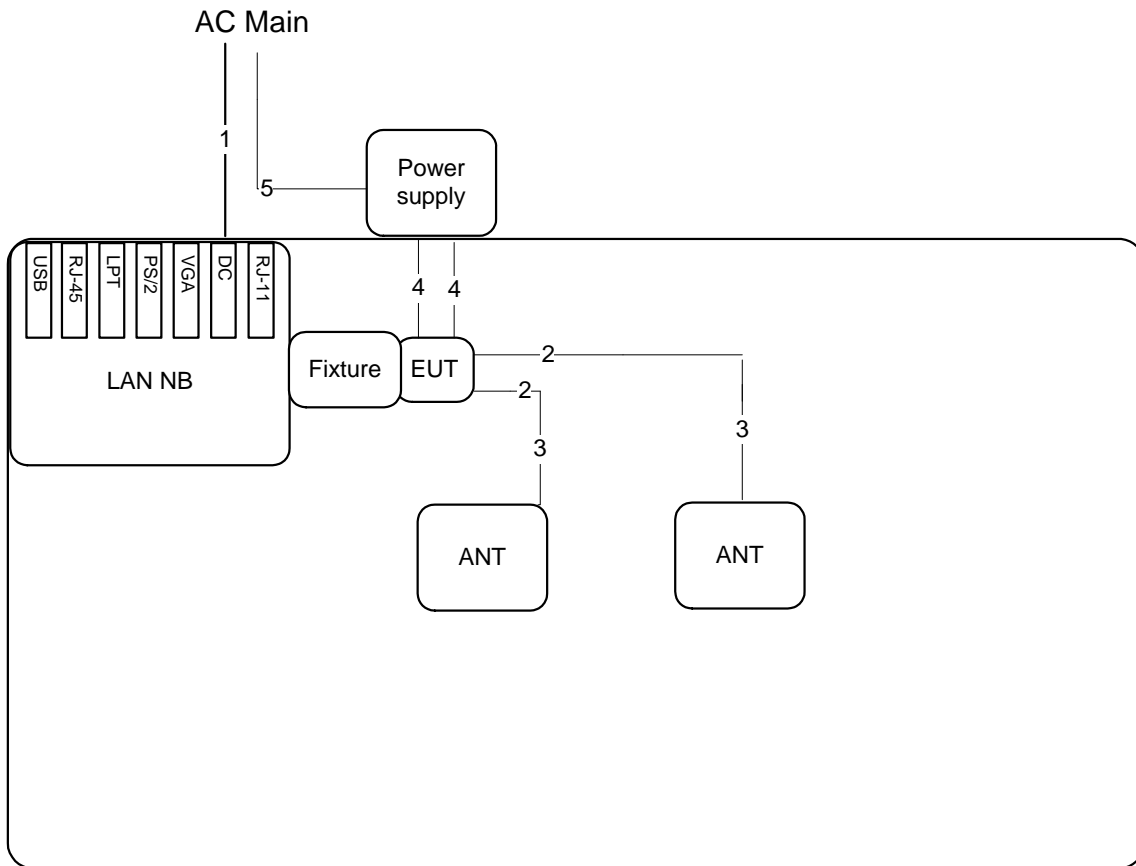 AC Main
1
Power
supply
5
USB
RJ-45
LPT
PS/2
VGA
DC
RJ-11
4
4
LAN NB
Fixture
EUT
2
2
3
3
ANT
ANT